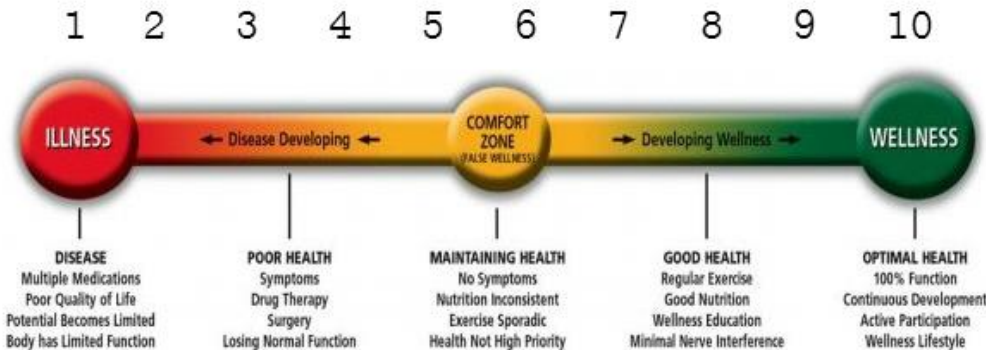 1 2 3 4 5 6 7 8 9 10
ILLNESS
← Disease Developing ←
COMFORT
ZONE
(FALSE WELLNESS)
→ Developing Wellness →
WELLNESS
DISEASE
Multiple Medications
Poor Quality of Life
Potential Becomes Limited
Body has Limited Function
POOR HEALTH
Symptoms
Drug Therapy
Surgery
Losing Normal Function
MAINTAINING HEALTH
No Symptoms
Nutrition Inconsistent
Exercise Sporadic
Health Not High Priority
GOOD HEALTH
Regular Exercise
Good Nutrition
Wellness Education
Minimal Nerve Interference
OPTIMAL HEALTH
100% Function
Continuous Development
Active Participation
Wellness Lifestyle